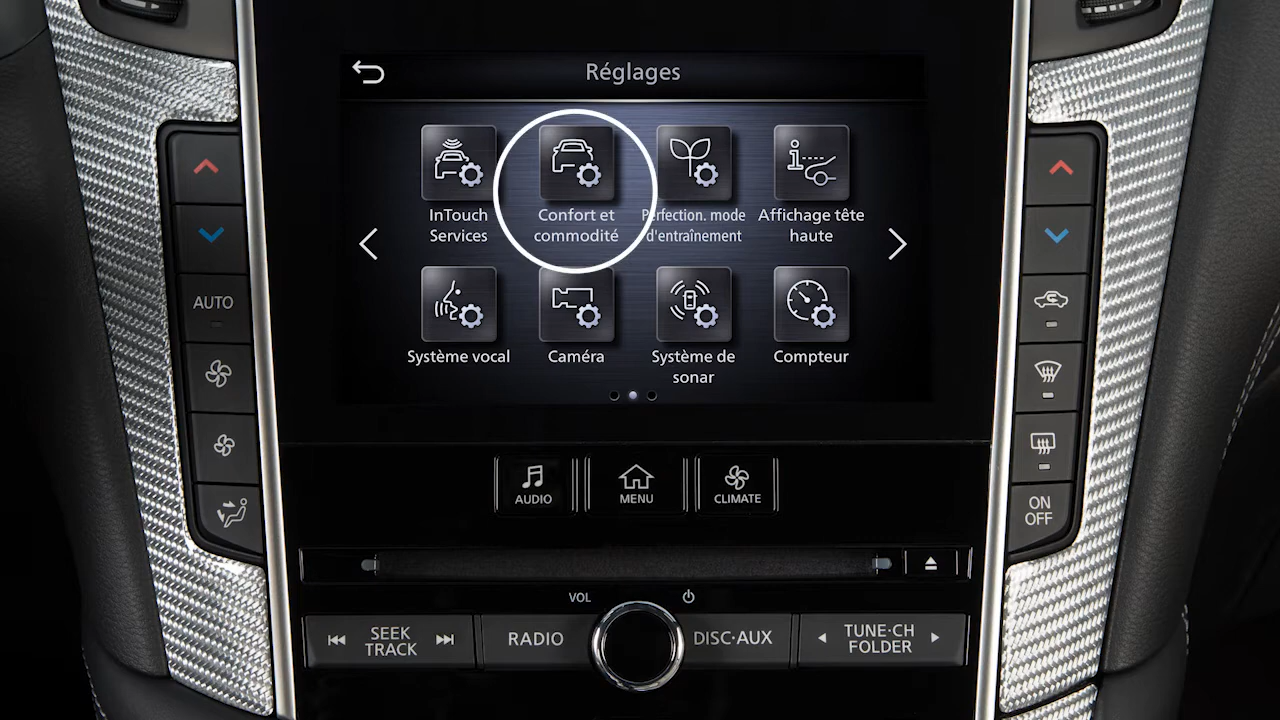 Réglages
InTouch
Services
Confort et
commodité
Perfection. mode
d'entraînement
Affichage tête
haute
Système vocal
Caméra
Système de
sonar
Compteur
AUTO
ON
OFF
AUDIO
MENU
CLIMATE
VOL
SEEK
TRACK
RADIO
DISC·AUX
TUNE·CH
FOLDER